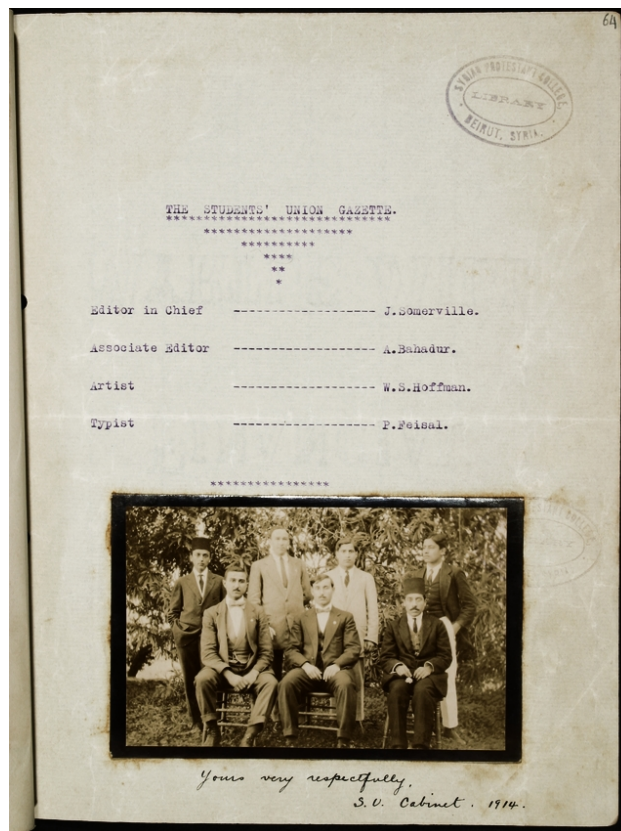 64
SYRIAN PROTESTANT COLLEGE.
LIBRARY
BEIRUT, SYRIA.
THE STUDENTS' UNION GAZETTE.
*****************************
*******************
**********
****
**
*
Editor in Chief ----------------- J.Somerville.
Associate Editor ----------------- A.Bahadur.
Artist ----------------- W.S.Hoffman.
Typist ----------------- P.Feisal.
****************
Yours very respectfully,
S.U. Cabinet. 1914.